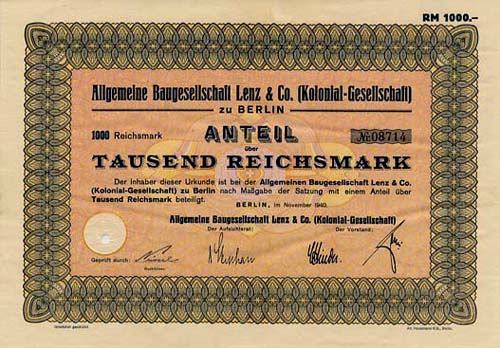 RM 1000.–
Allgemeine Baugesellschaft Lenz & Co. (Kolonial-Gesellschaft)
zu BERLIN
1000 Reichsmark
ANTEIL
№ 08714
über
TAUSEND REICHSMARK
Der Inhaber dieser Urkunde ist bei der Allgemeinen Baugesellschaft Lenz & Co.
(Kolonial-Gesellschaft) zu Berlin nach Maßgabe der Satzung mit einem Anteil über
Tausend Reichsmark beteiligt.
BERLIN, im November 1940.
Allgemeine Baugesellschaft Lenz & Co. (Kolonial-Gesellschaft)
Der Aufsichtsrat:
Der Vorstand:
Geprüft durch: